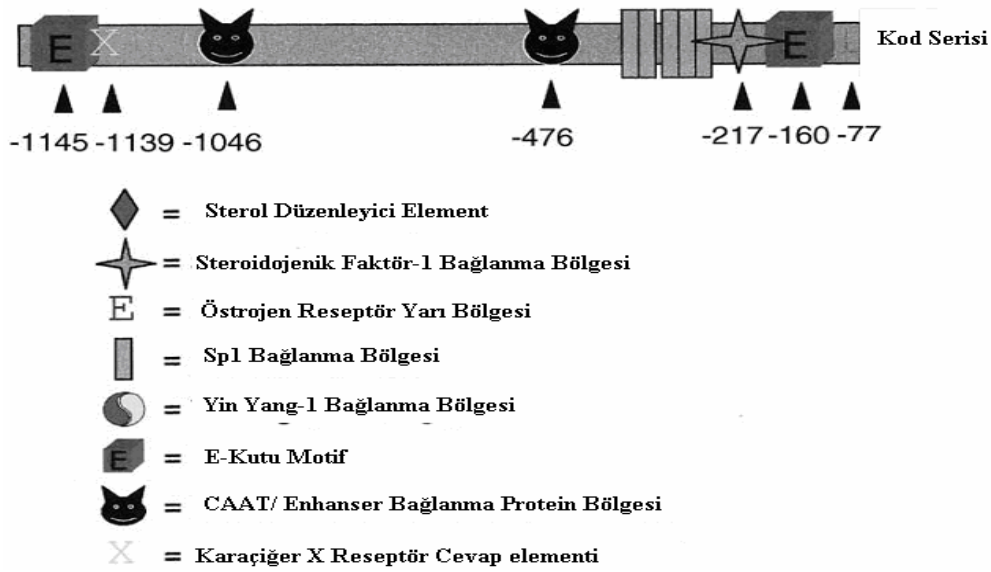 E X E E Kod Serisi
-1145 -1139 -1046 -476 -217 -160 -77
= Sterol Düzenleyici Element
= Steroidojenik Faktör-1 Bağlanma Bölgesi
E = Östrojen Reseptör Yarı Bölgesi
= Sp1 Bağlanma Bölgesi
= Yin Yang-1 Bağlanma Bölgesi
E = E-Kutu Motif
= CAAT/ Enhanser Bağlanma Protein Bölgesi
X = Karaçiğer X Reseptör Cevap elementi